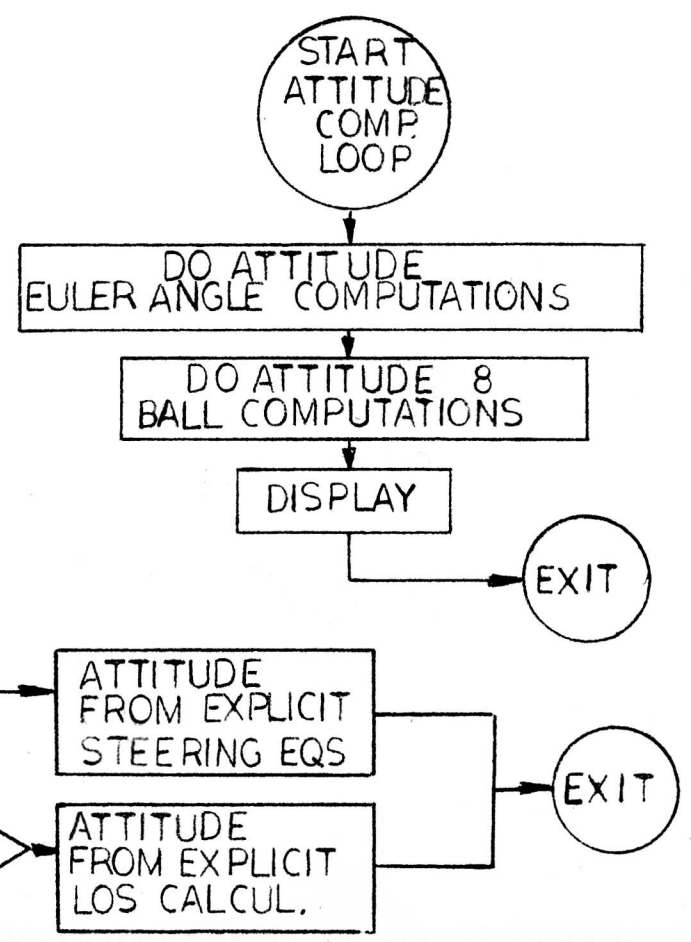 START
ATTITUDE
COMP.
LOOP
DO ATTITUDE
EULER ANGLE COMPUTATIONS
DO ATTITUDE 8
BALL COMPUTATIONS
DISPLAY
EXIT
ATTITUDE
FROM EXPLICIT
STEERING EQS
EXIT
ATTITUDE
FROM EXPLICIT
LOS CALCUL.